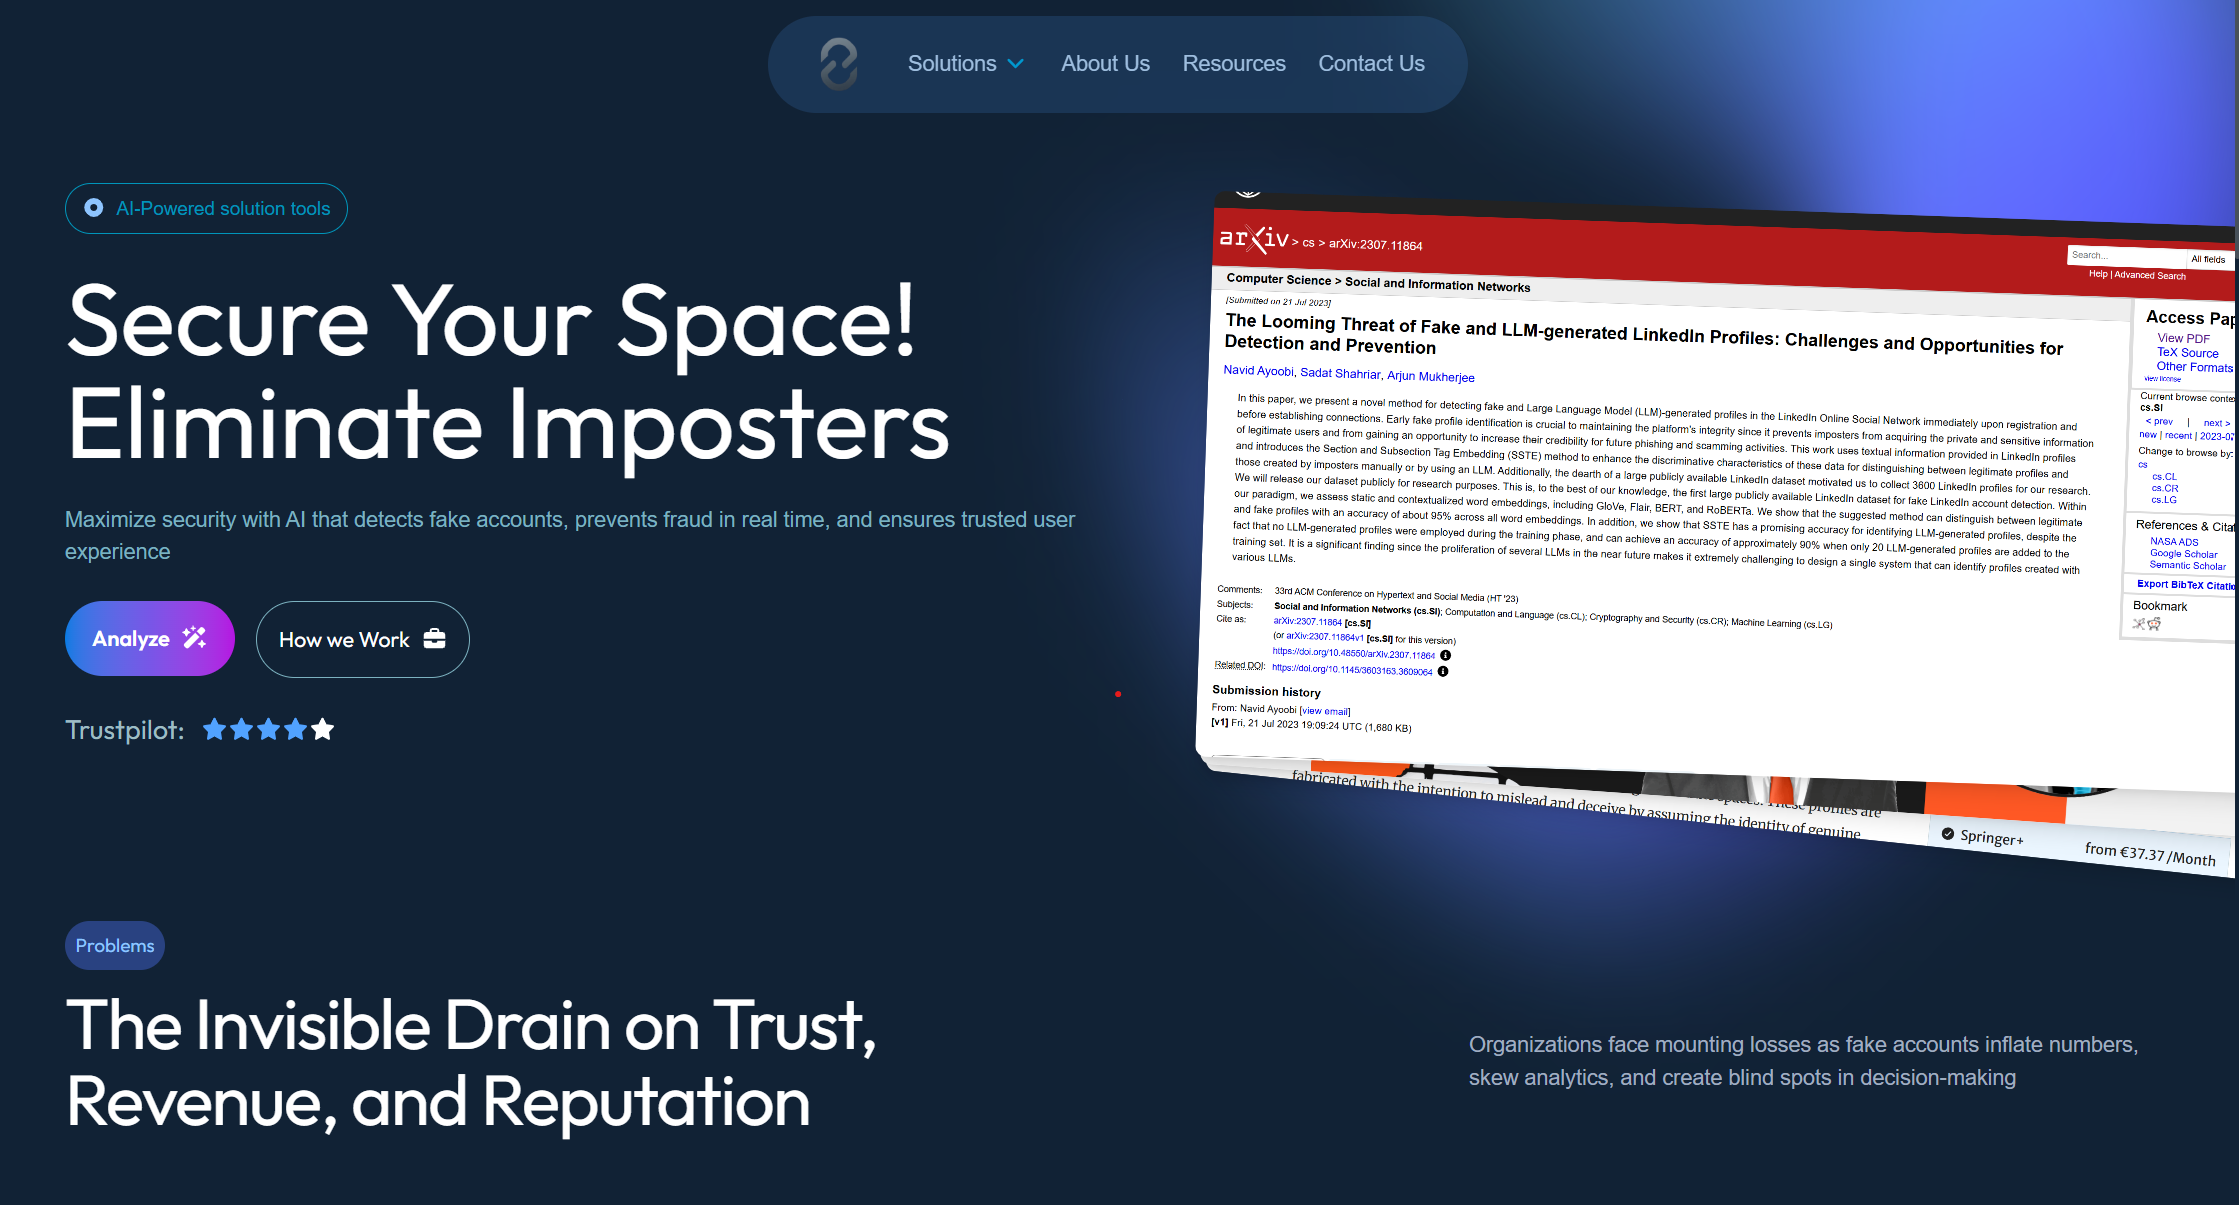 Solutions
About Us
Resources
Contact Us
AI-Powered solution tools
Secure Your Space!
Eliminate Imposters
Maximize security with AI that detects fake accounts, prevents fraud in real time, and ensures trusted user
experience
Analyze
How we Work
Trustpilot:
arXiv > cs > arXiv:2307.11864
Search...
All fields
Help | Advanced Search
Computer Science > Social and Information Networks
[Submitted on 21 Jul 2023]
The Looming Threat of Fake and LLM-generated LinkedIn Profiles: Challenges and Opportunities for
Detection and Prevention
Navid Ayoobi, Sadat Shahriar, Arjun Mukherjee
In this paper, we present a novel method for detecting fake and Large Language Model (LLM)-generated profiles in the LinkedIn Online Social Network immediately upon registration and
before establishing connections. Early fake profile identification is crucial to maintaining the platform's integrity since it prevents imposters from acquiring the private and sensitive information
of legitimate users and from gaining an opportunity to increase their credibility for future phishing and scamming activities. This work uses textual information provided in LinkedIn profiles
and introduces the Section and Subsection Tag Embedding (SSTE) method to enhance the discriminative characteristics of these data for distinguishing between legitimate profiles and
those created by imposters manually or by using an LLM. Additionally, the dearth of a large publicly available LinkedIn dataset motivated us to collect 3600 LinkedIn profiles for our research.
We will release our dataset publicly for research purposes. This is, to the best of our knowledge, the first large publicly available LinkedIn dataset for fake LinkedIn account detection. Within
our paradigm, we assess static and contextualized word embeddings, including GloVe, Flair, BERT, and RoBERTa. We show that the suggested method can distinguish between legitimate
and fake profiles with an accuracy of about 95% across all word embeddings. In addition, we show that SSTE has a promising accuracy for identifying LLM-generated profiles, despite the
fact that no LLM-generated profiles were employed during the training phase, and can achieve an accuracy of approximately 90% when only 20 LLM-generated profiles are added to the
training set. It is a significant finding since the proliferation of several LLMs in the near future makes it extremely challenging to design a single system that can identify profiles created with
various LLMs.
Comments: 33rd ACM Conference on Hypertext and Social Media (HT '23)
Subjects: Social and Information Networks (cs.SI); Computation and Language (cs.CL); Cryptography and Security (cs.CR); Machine Learning (cs.LG)
Cite as: arXiv:2307.11864 [cs.SI]
(or arXiv:2307.11864v1 [cs.SI] for this version)
https://doi.org/10.48550/arXiv.2307.11864
Related DOI: https://doi.org/10.1145/3603163.3609064
Submission history
From: Navid Ayoobi [view email]
[v1] Fri, 21 Jul 2023 19:09:24 UTC (1,680 KB)
Access Pap
View PDF
TeX Source
Other Formats
view license
Current browse conte
cs.SI
< prev | next >
new | recent | 2023-07
Change to browse by:
cs
cs.CL
cs.CR
cs.LG
References & Citat
NASA ADS
Google Scholar
Semantic Scholar
Export BibTeX Citatio
Bookmark
spaces. These profiles are
fabricated with the intention to mislead and deceive by assuming the identity of genuine
Springer+
from €37.37 /Month
Problems
The Invisible Drain on Trust,
Revenue, and Reputation
Organizations face mounting losses as fake accounts inflate numbers,
skew analytics, and create blind spots in decision-making